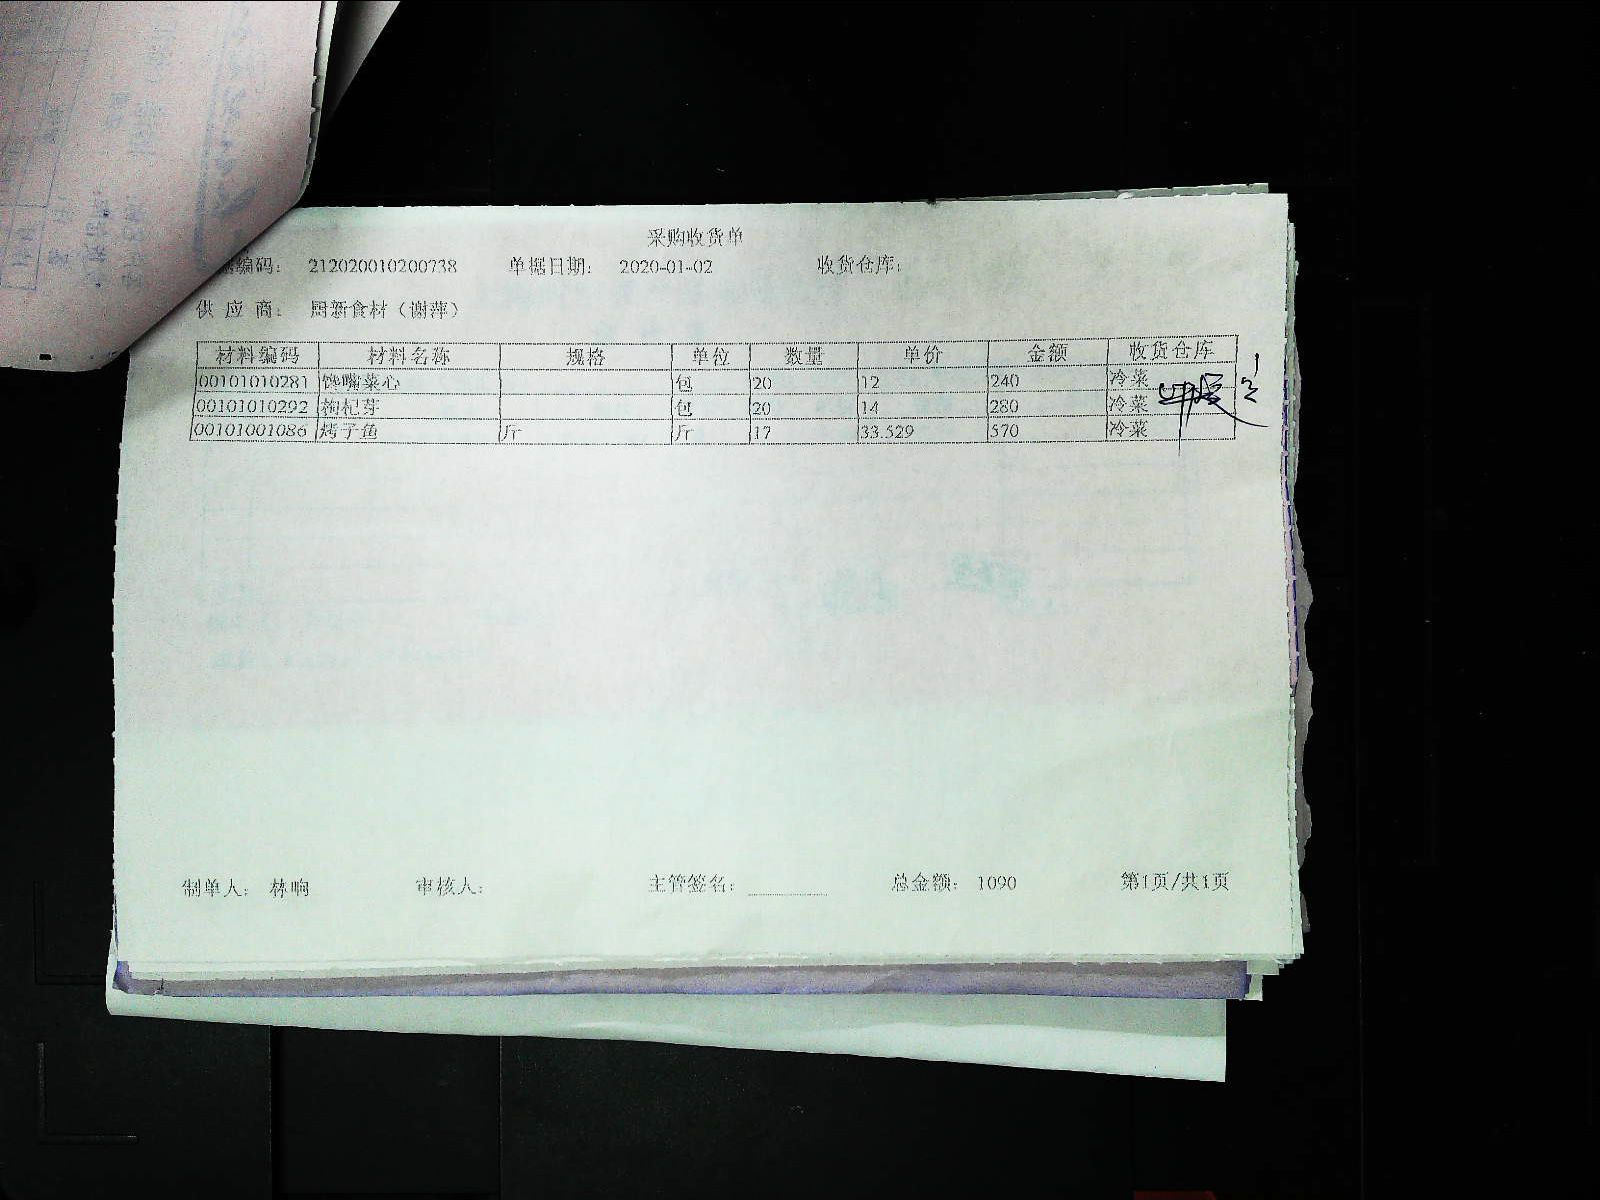 采购收货单
编码： 212020010200738 单据日期： 2020-01-02 收货仓库：
供应商： 周新食材（谢萍）
材料编码 材料名称 规格 单位 数量 单价 金额 收货仓库
00101010281 馋嘴菜心 包 20 12 240 冷菜
00101010292 枸杞芽 包 20 14 280 冷菜
00101001086 烤子鱼 斤 斤 17 33.529 570 冷菜
制单人： 林响 审核人： 主管签名： 总金额： 1090 第1页/共1页